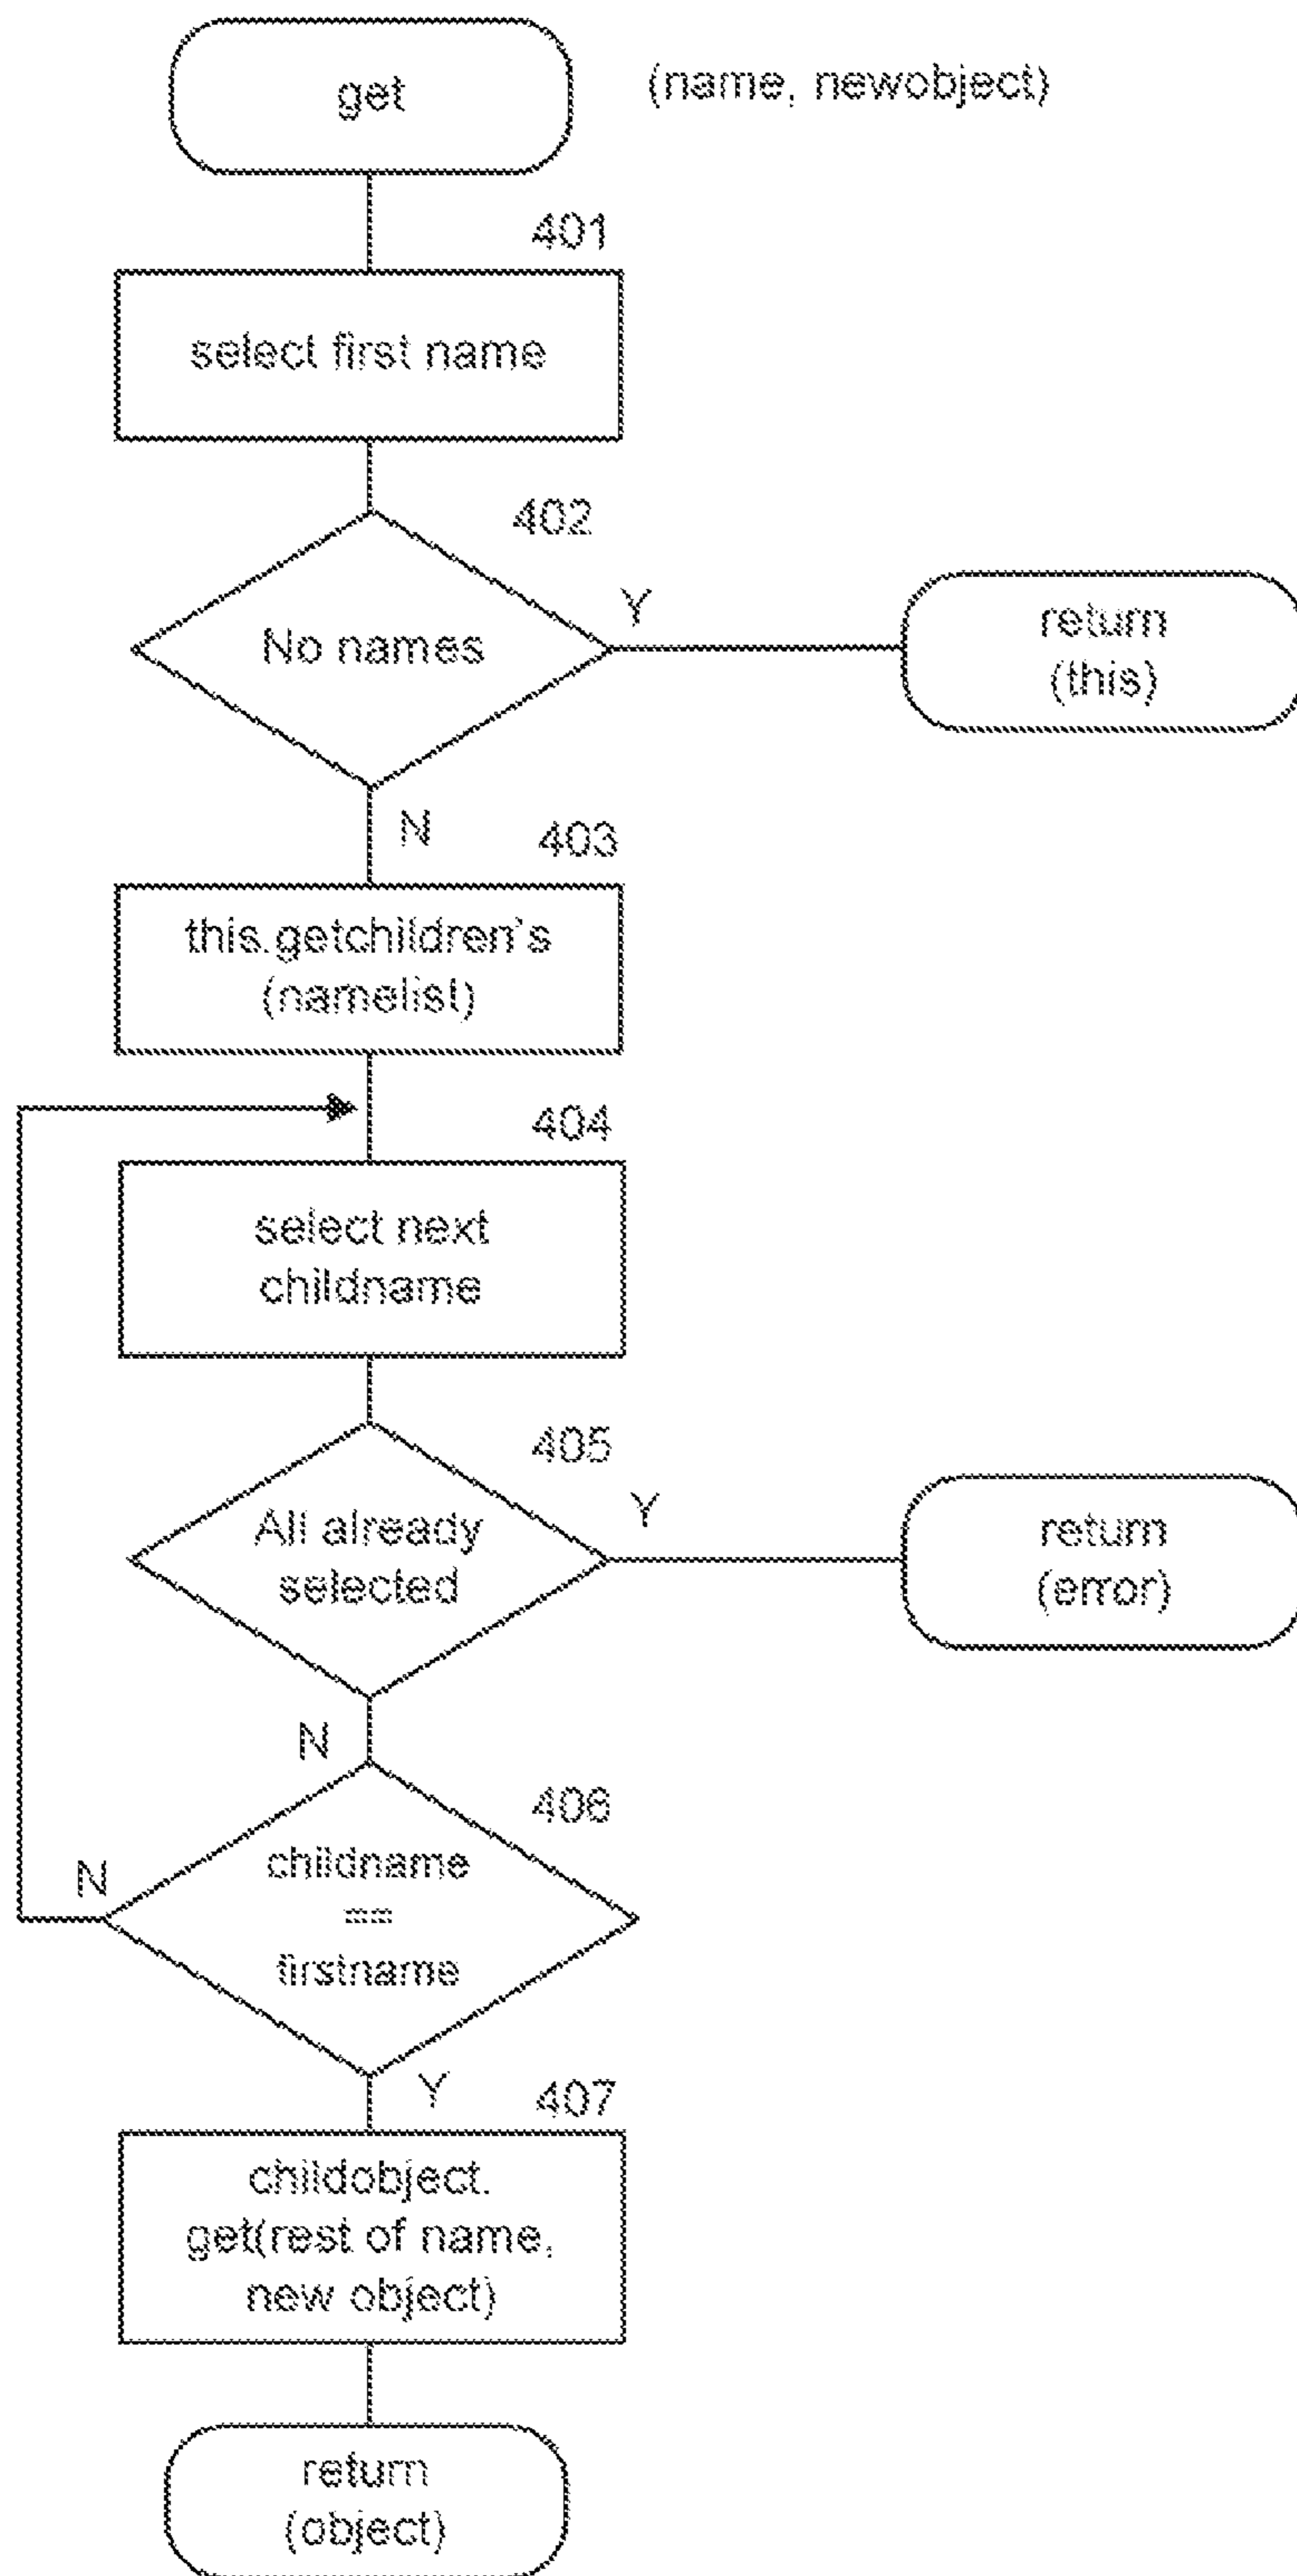 get
(name, newobject)
401
select first name
402
No names
Y
return
(this)
N
403
this.getchildren's
(namelist)
404
select next
childname
405
All already
selected
Y
return
(error)
N
406
childname
==
firstname
N
Y
407
childobject.
get(rest of name,
new object)
return
(object)